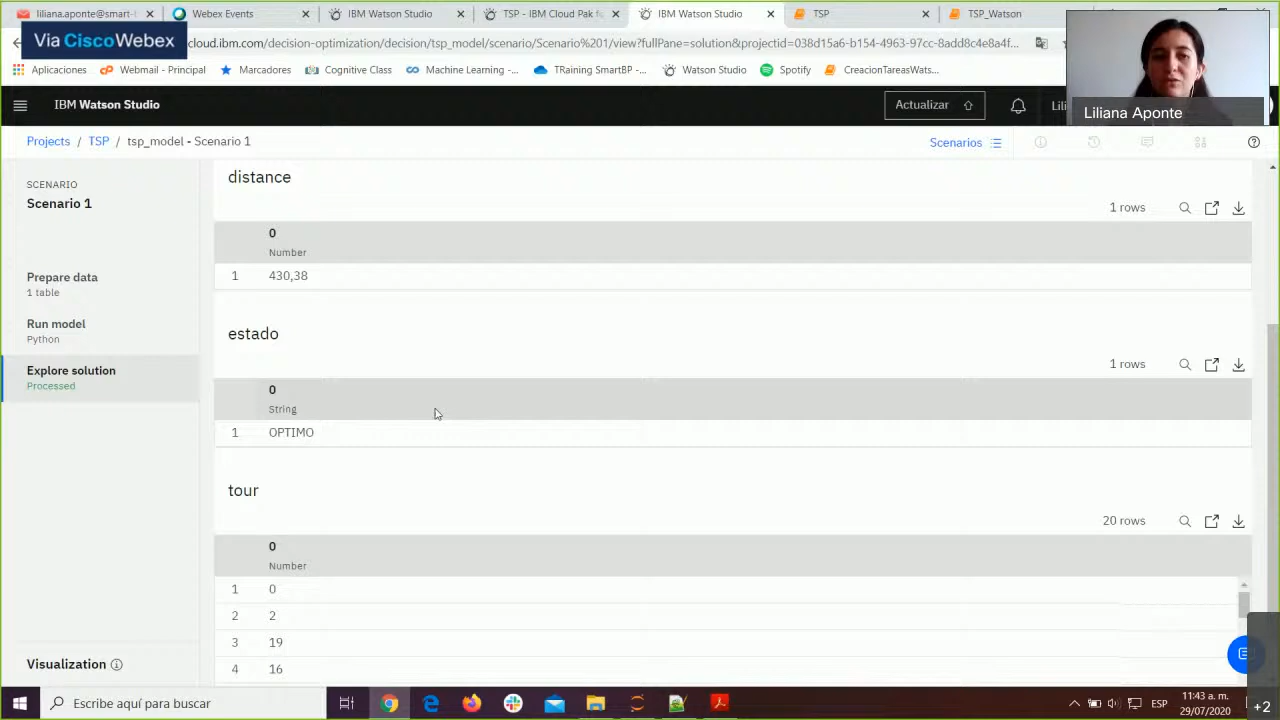 liliana.aponte@smart-
Webex Events
IBM Watson Studio
TSP - IBM Cloud Pak f
IBM Watson Studio
TSP
TSP_Watson
Via CiscoWebex
cloud.ibm.com/decision-optimization/decision/tsp_model/scenario/Scenario%201/view?fullPane=solution&projectid=038d15a6-b154-4963-97cc-8add8c4e8a4f...
Aplicaciones
Webmail - Principal
Marcadores
Cognitive Class
Machine Learning -...
TRaining SmartBP -...
Watson Studio
Spotify
CreacionTareasWats...
IBM Watson Studio
Actualizar
Lili
Liliana Aponte
Projects / TSP / tsp_model - Scenario 1
Scenarios
SCENARIO
Scenario 1
Prepare data
1 table
Run model
Python
Explore solution
Processed
Visualization
distance
1 rows
0
Number
1 430,38
estado
1 rows
0
String
1 OPTIMO
tour
20 rows
0
Number
1 0
2 2
3 19
4 16
Escribe aquí para buscar
ESP
11:43 a. m.
29/07/2020
+2